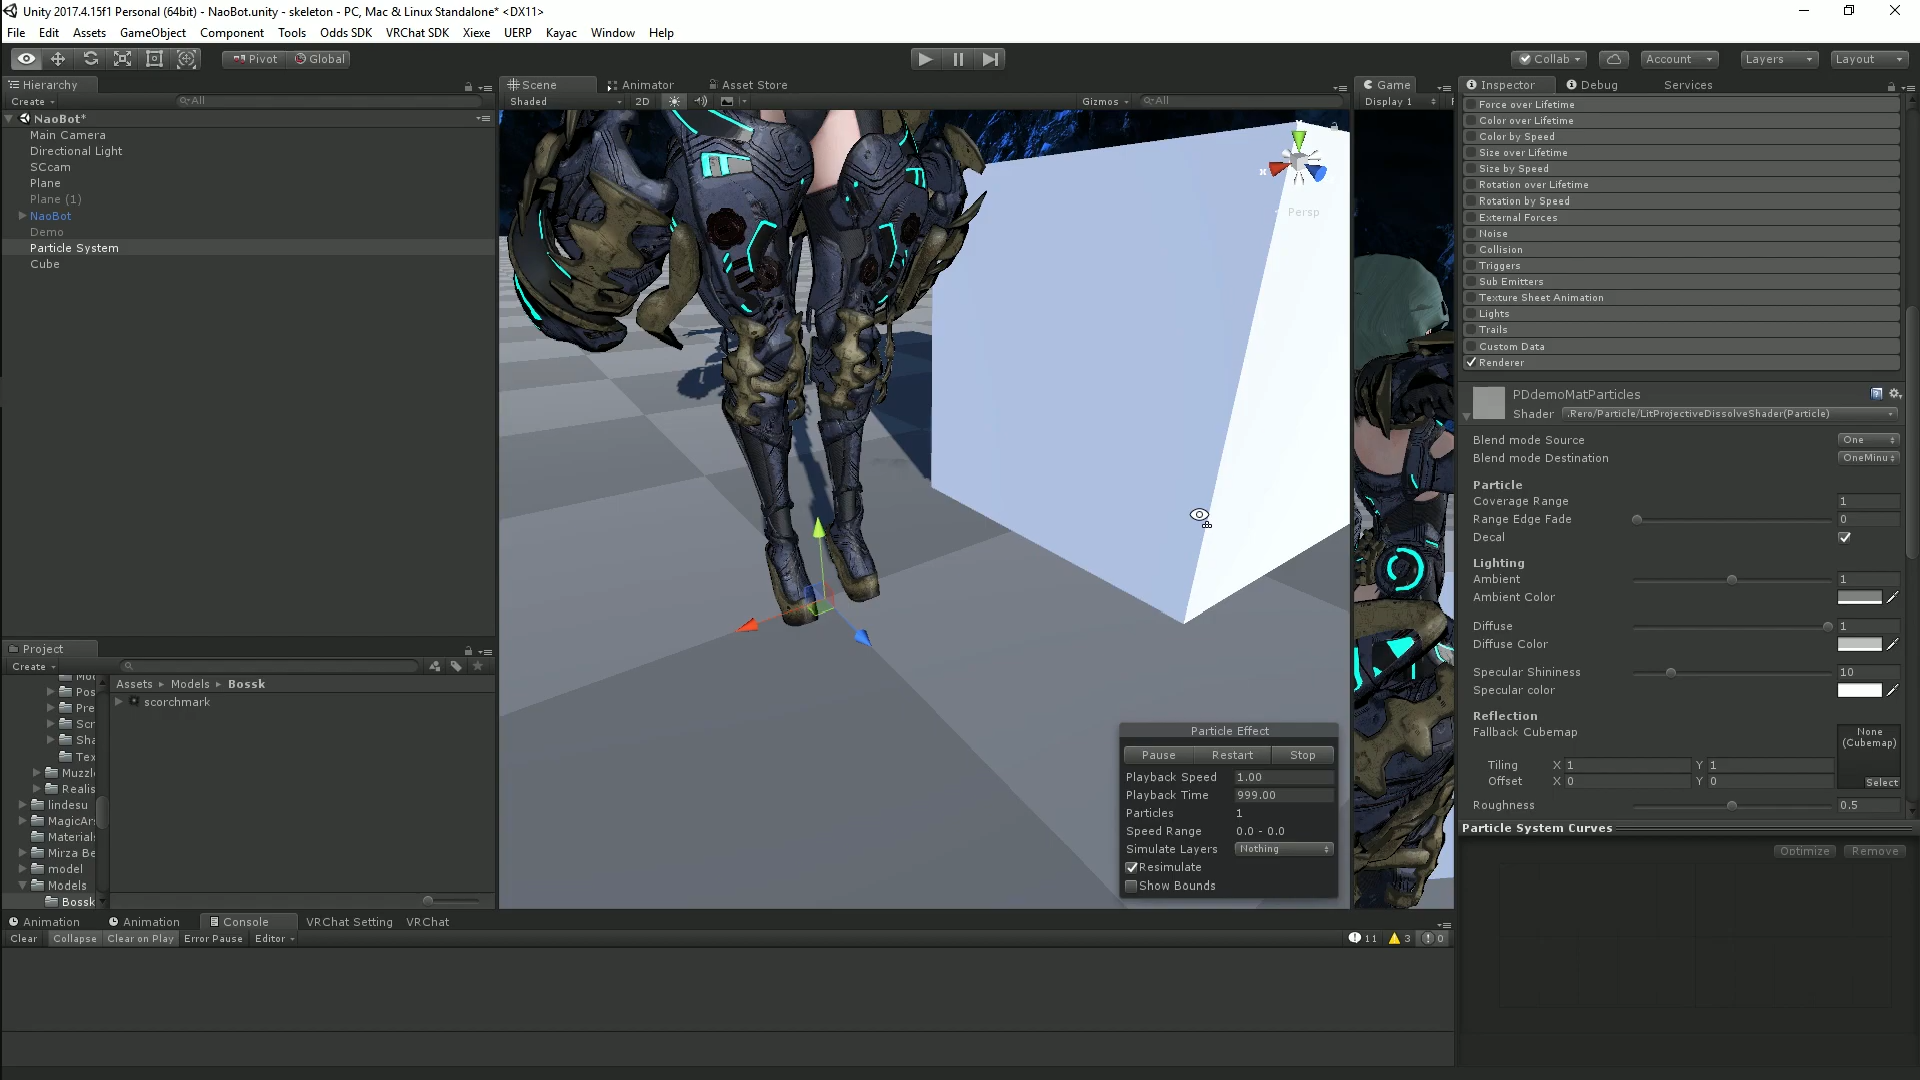 Unity 2017.4.15f1 Personal (64bit) - NaoBot.unity - skeleton - PC, Mac & Linux Standalone* <DX11>
File Edit Assets GameObject Component Tools Odds SDK VRChat SDK Xiexe UERP Kayac Window Help
Pivot Global Collab Account Layers Layout
Hierarchy
Create All
NaoBot*
Main Camera
Directional Light
SCcam
Plane
Plane (1)
NaoBot
Demo
Particle System
Cube
Scene Animator Asset Store
Shaded 2D Gizmos All
Persp
Particle Effect
Pause Restart Stop
Playback Speed 1.00
Playback Time 999.00
Particles 1
Speed Range 0.0 - 0.0
Simulate Layers Nothing
Resimulate
Show Bounds
Game
Display 1
Inspector Debug Services
Force over Lifetime
Color over Lifetime
Color by Speed
Size over Lifetime
Size by Speed
Rotation over Lifetime
Rotation by Speed
External Forces
Noise
Collision
Triggers
Sub Emitters
Texture Sheet Animation
Lights
Trails
Custom Data
Renderer
PDdemoMatParticles
Shader .Rero/Particle/LitProjectiveDissolveShader(Particle)
Blend mode Source One
Blend mode Destination OneMinu
Particle
Coverage Range 1
Range Edge Fade 0
Decal
Lighting
Ambient 1
Ambient Color
Diffuse 1
Diffuse Color
Specular Shininess 10
Specular color
Reflection
Fallback Cubemap None
(Cubemap)
Tiling X 1 Y 1
Offset X 0 Y 0 Select
Roughness 0.5
Particle System Curves
Optimize Remove
Project
Create
Pos
Pre
Scr
Sha
Tex
Muzzl
Realis
lindesu
MagicAr
Material
Mirza Be
model
Models
Bossk
Assets Models Bossk
scorchmark
Animation Animation Console VRChat Setting VRChat
Clear Collapse Clear on Play Error Pause Editor 11 3 0